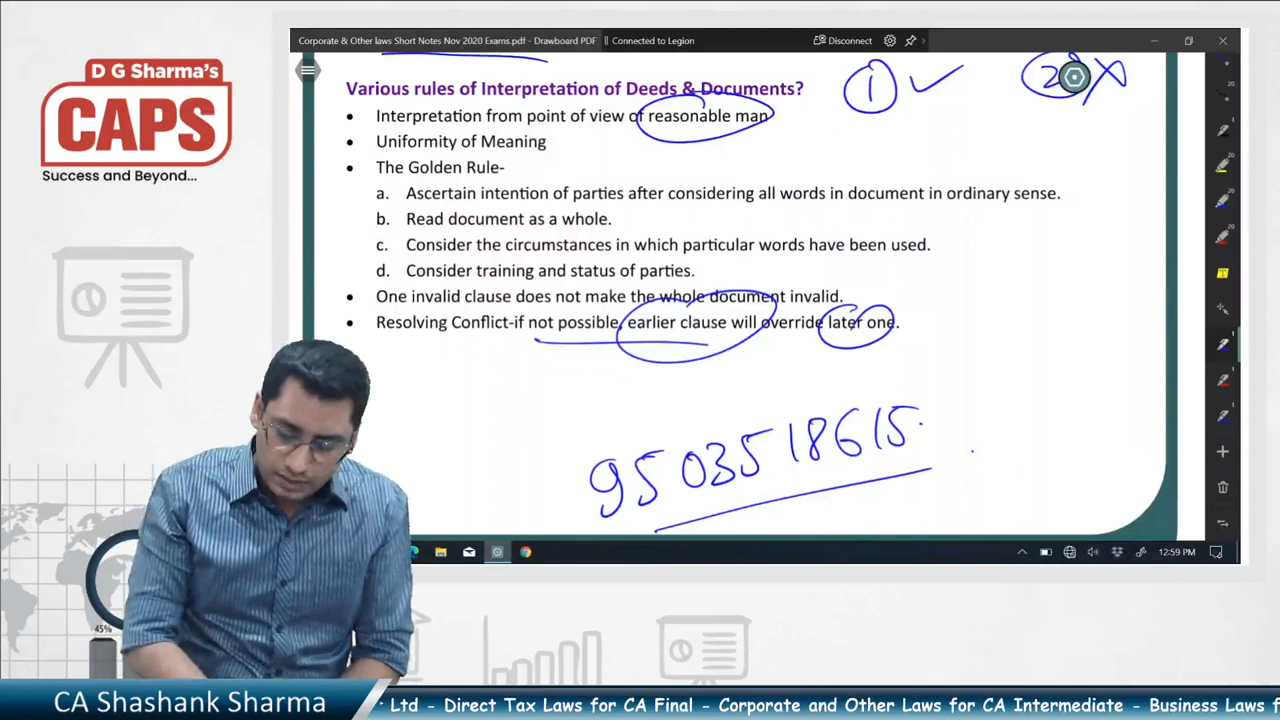 D G Sharma's
CAPS
Success and Beyond...
Corporate & Other laws Short Notes Nov 2020 Exams.pdf - Drawboard PDF
Connected to Legion
Disconnect
Various rules of Interpretation of Deeds & Documents?
1
2
• Interpretation from point of view of reasonable man
• Uniformity of Meaning
• The Golden Rule-
a. Ascertain intention of parties after considering all words in document in ordinary sense.
b. Read document as a whole.
c. Consider the circumstances in which particular words have been used.
d. Consider training and status of parties.
• One invalid clause does not make the whole document invalid.
• Resolving Conflict-if not possible, earlier clause will override later one.
9503518615.
12:59 PM
45%
CA Shashank Sharma
Ltd - Direct Tax Laws for CA Final - Corporate and Other Laws for CA Intermediate - Business Laws f